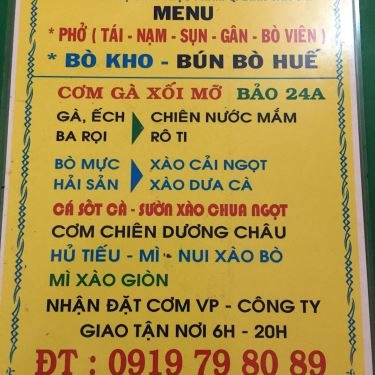 MENU
* PHỞ ( TÁI - NẠM - SỤN - GÂN - BÒ VIÊN )
* BÒ KHO - BÚN BÒ HUẾ
CƠM GÀ XỐI MỠ BẢO 24A
GÀ, ẾCH CHIÊN NƯỚC MẮM
BA RỌI RÔ TI
BÒ MỰC XÀO CẢI NGỌT
HẢI SẢN XÀO DƯA CÀ
CÁ SỐT CÀ - SƯỜN XÀO CHUA NGỌT
CƠM CHIÊN DƯƠNG CHÂU
HỦ TIẾU - MÌ - NUI XÀO BÒ
MÌ XÀO GIÒN
NHẬN ĐẶT CƠM VP - CÔNG TY
GIAO TẬN NƠI 6H - 20H
ĐT : 0919 79 80 89